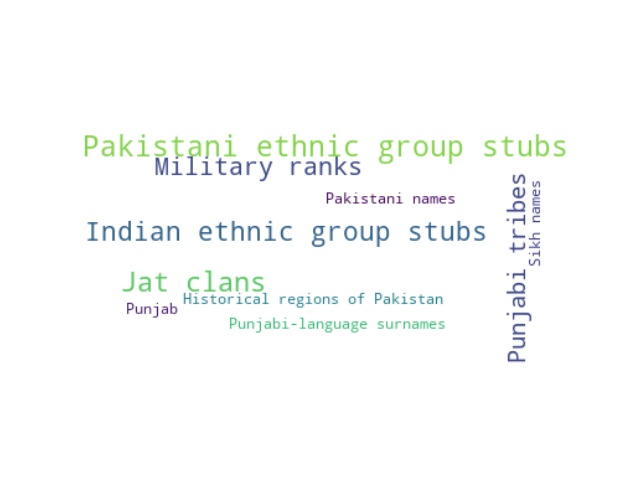 Pakistani ethnic group stubs
Military ranks
Pakistani names
Indian ethnic group stubs
Jat clans
Historical regions of Pakistan
Punjab
Punjabi-language surnames
Punjabi tribes
Sikh names